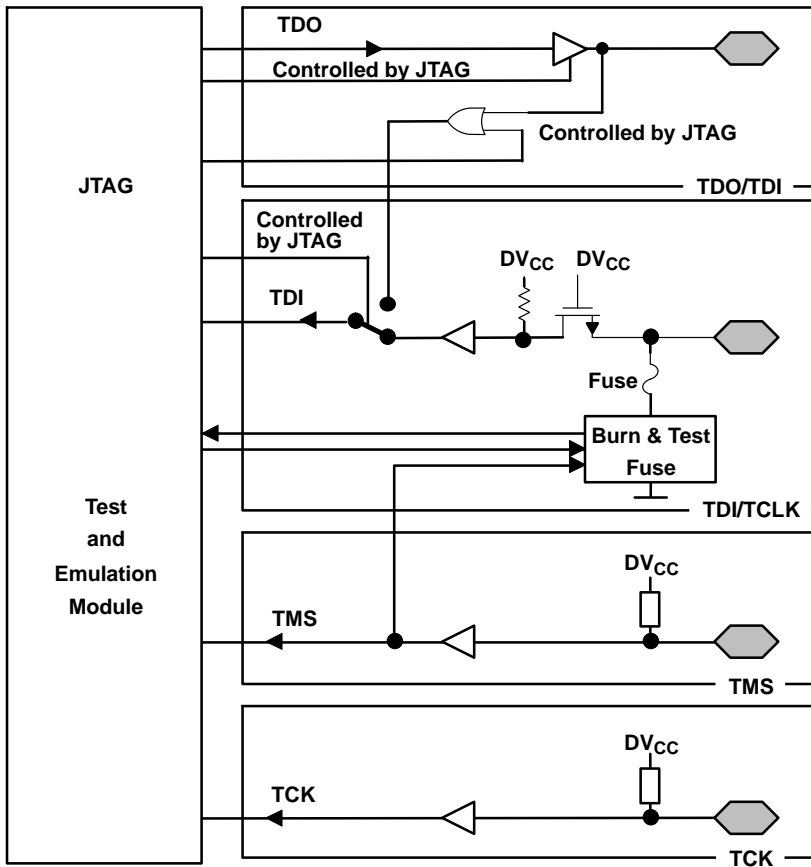 TDO
Controlled by JTAG
Controlled by JTAG
JTAG
TDO/TDI
Controlled
by JTAG
DVCC
DVCC
TDI
Fuse
Burn & Test
Fuse
TDI/TCLK
Test
and
Emulation
Module
DVCC
TMS
TMS
DVCC
TCK
TCK